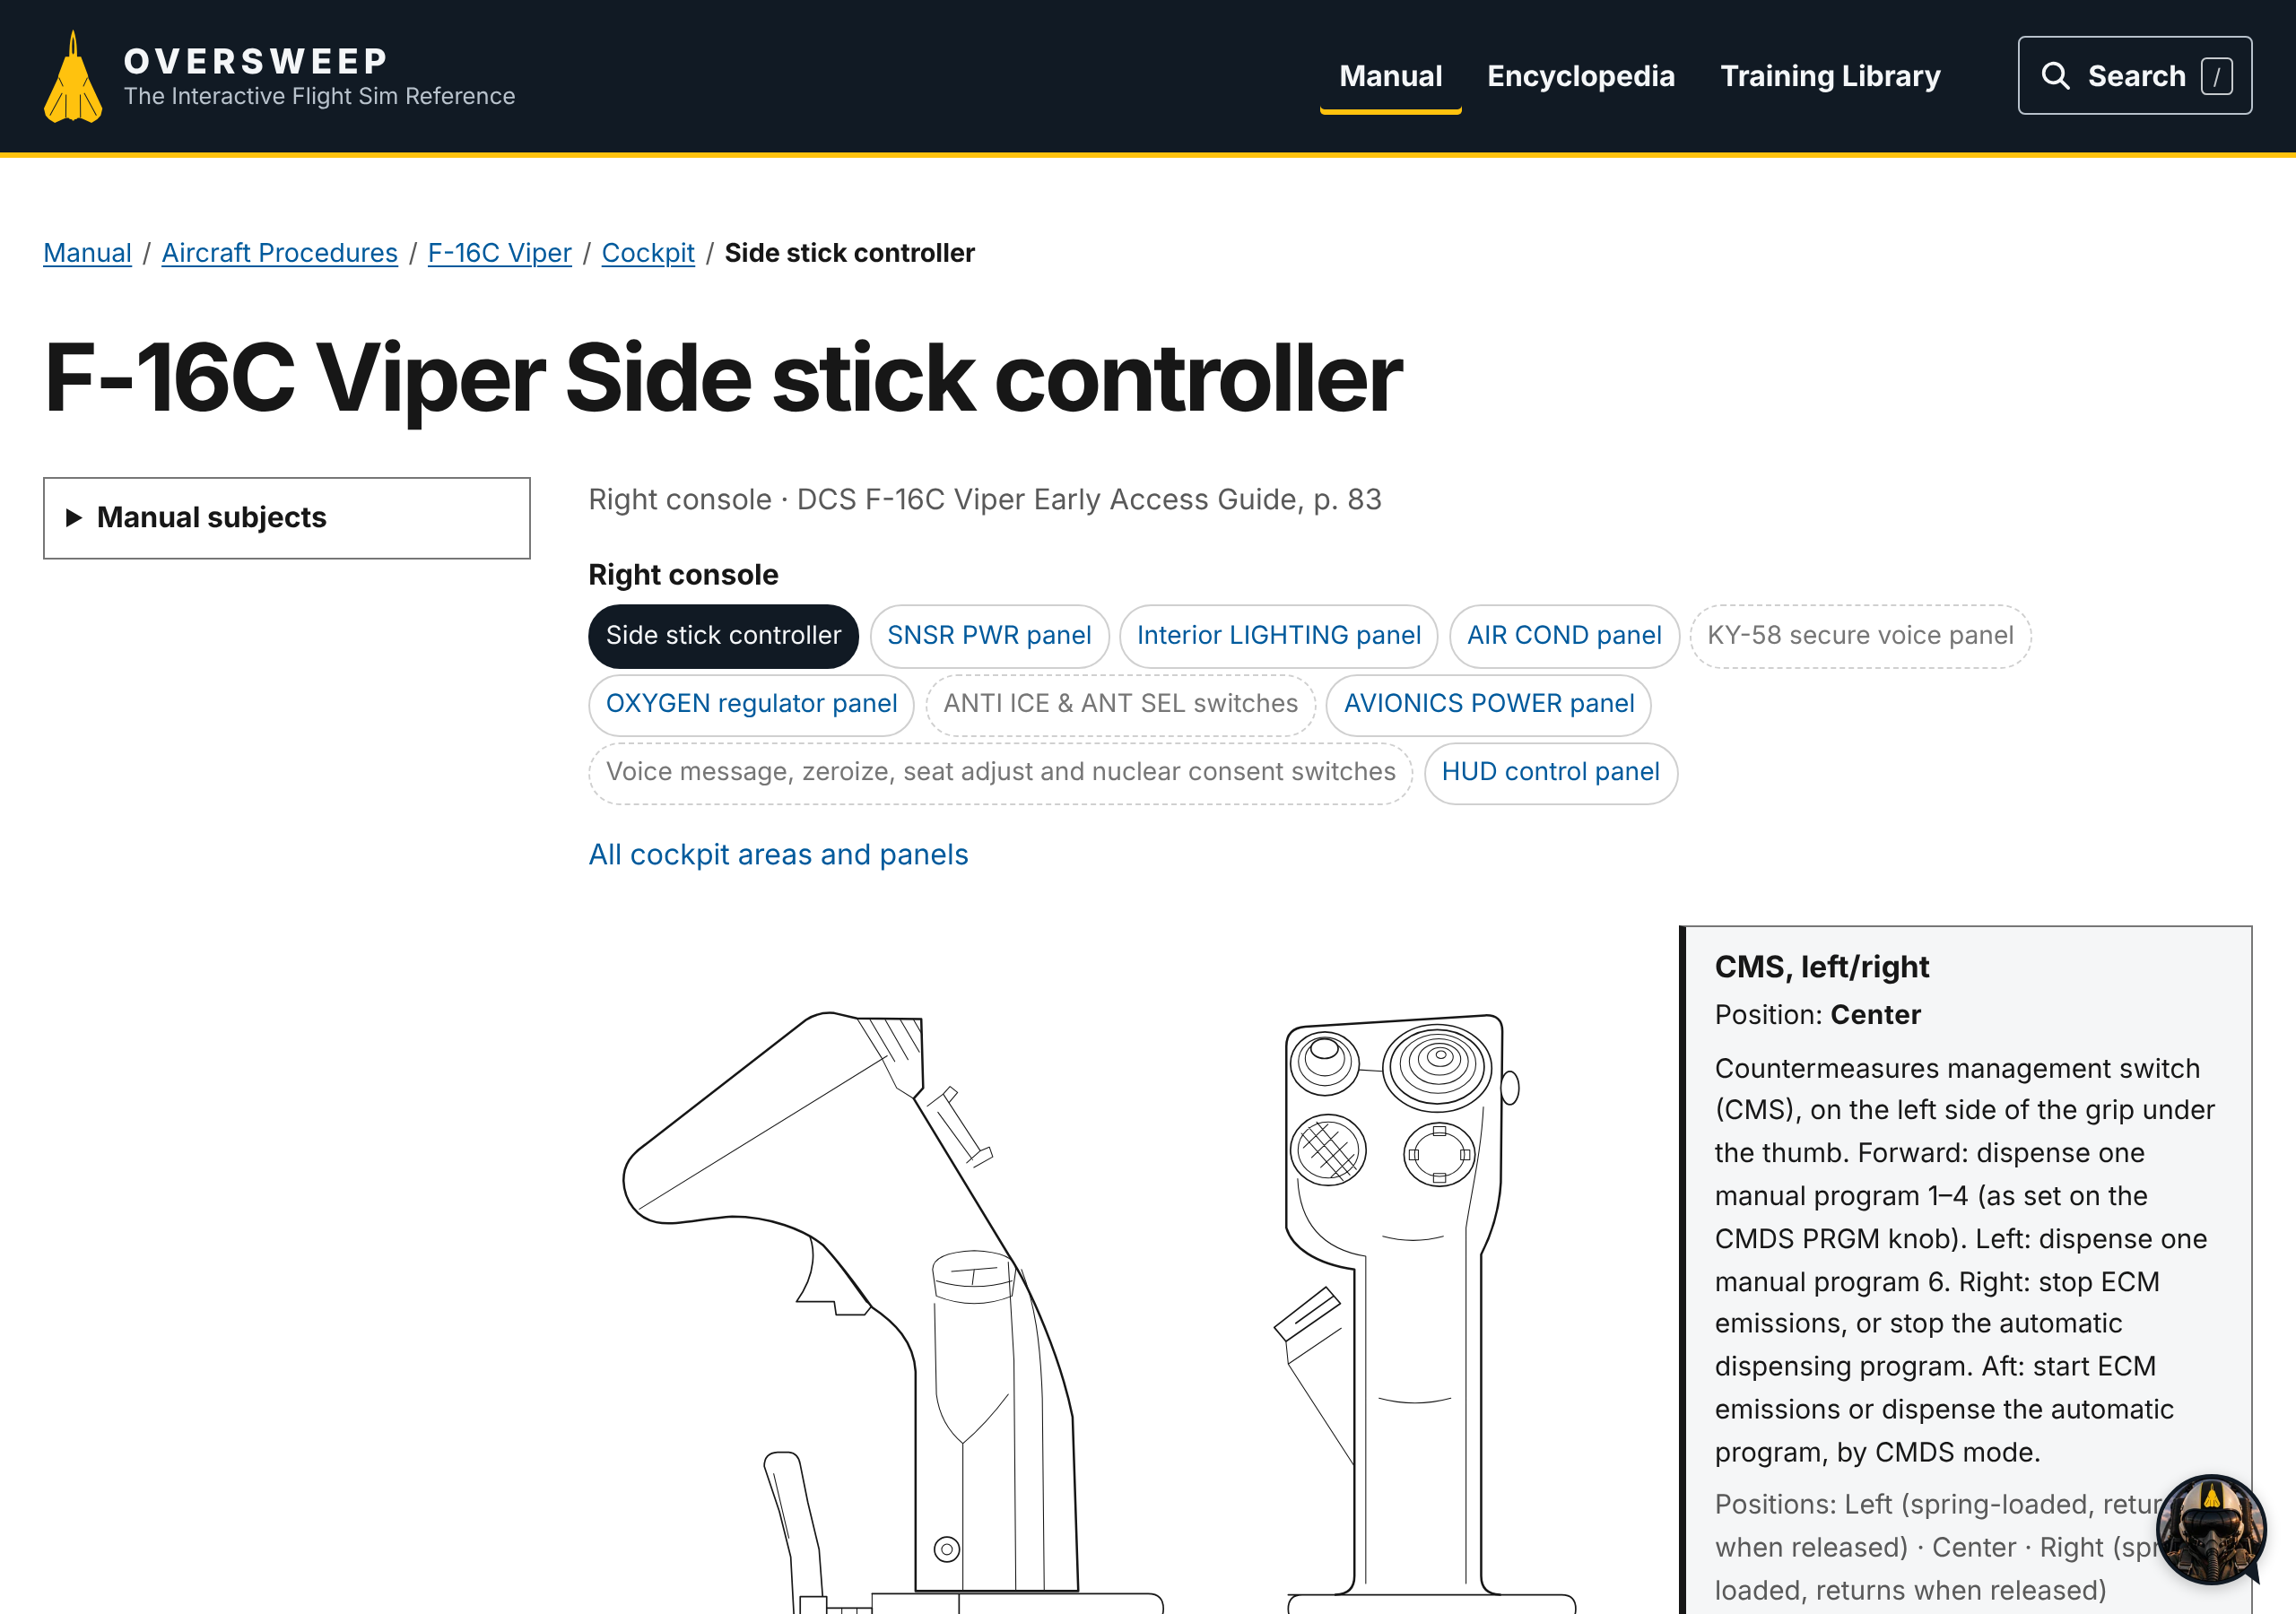 OVERSWEEP
The Interactive Flight Sim Reference
Manual
Encyclopedia
Training Library
Search /
Manual / Aircraft Procedures / F-16C Viper / Cockpit / Side stick controller
F-16C Viper Side stick controller
Manual subjects
Right console · DCS F-16C Viper Early Access Guide, p. 83
Right console
Side stick controller
SNSR PWR panel
Interior LIGHTING panel
AIR COND panel
KY-58 secure voice panel
OXYGEN regulator panel
ANTI ICE & ANT SEL switches
AVIONICS POWER panel
Voice message, zeroize, seat adjust and nuclear consent switches
HUD control panel
All cockpit areas and panels
CMS, left/right
Position: Center
Countermeasures management switch
(CMS), on the left side of the grip under
the thumb. Forward: dispense one
manual program 1–4 (as set on the
CMDS PRGM knob). Left: dispense one
manual program 6. Right: stop ECM
emissions, or stop the automatic
dispensing program. Aft: start ECM
emissions or dispense the automatic
program, by CMDS mode.
Positions: Left (spring-loaded,
when released) · Center · Right
loaded, returns when released)